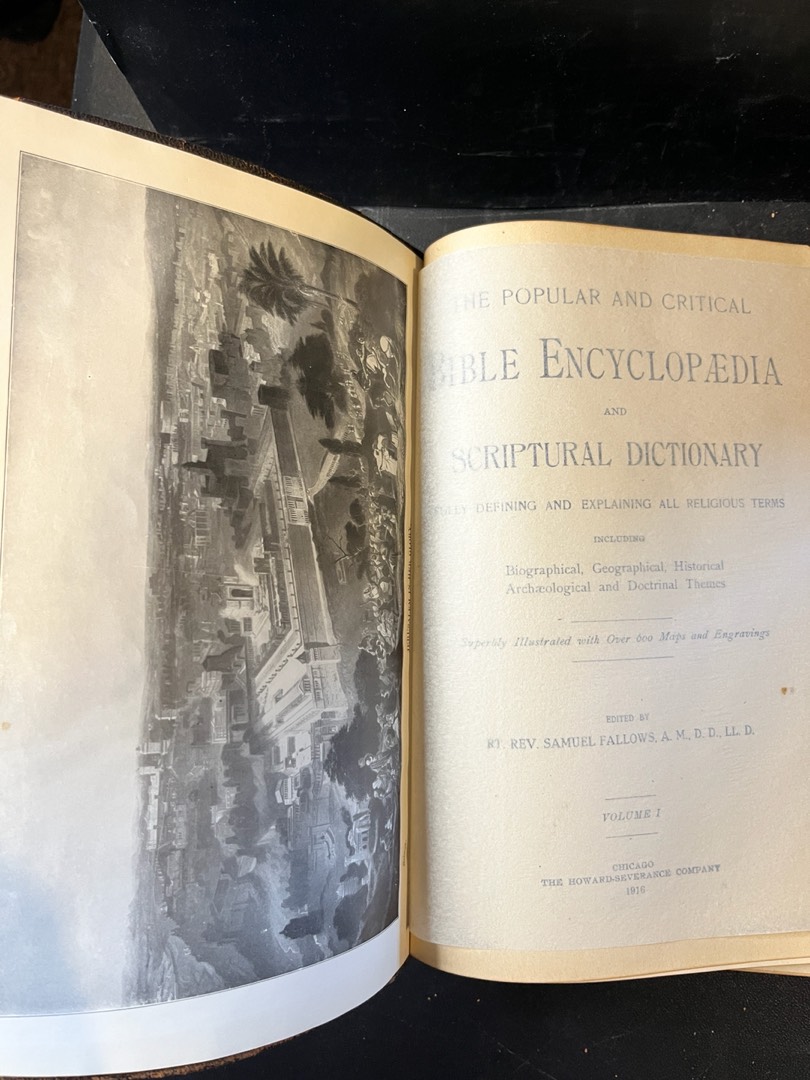 THE POPULAR AND CRITICAL
BIBLE ENCYCLOPÆDIA
AND
SCRIPTURAL DICTIONARY
FULLY DEFINING AND EXPLAINING ALL RELIGIOUS TERMS
INCLUDING
Biographical, Geographical, Historical
Archæological and Doctrinal Themes
Superbly Illustrated with Over 600 Maps and Engravings
EDITED BY
RT. REV. SAMUEL FALLOWS, A. M., D. D., LL. D.
VOLUME I
CHICAGO
THE HOWARD-SEVERANCE COMPANY
1916